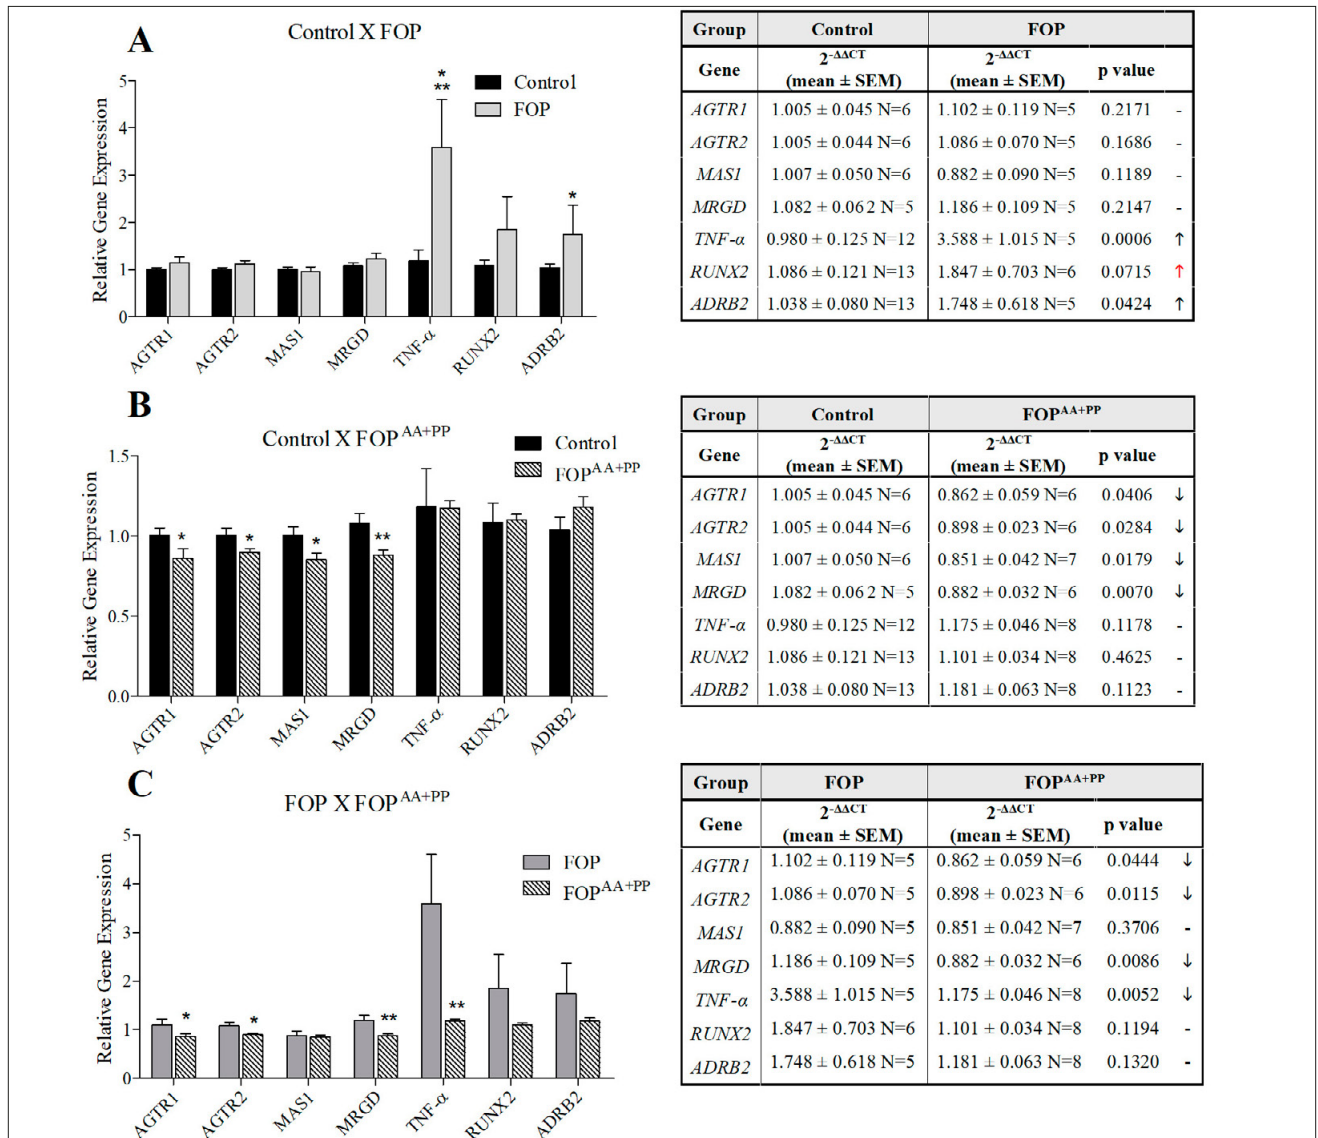 A
Control X FOP
Relative Gene Expression
5
4
3
2
1
0
*
**
*
Control
FOP
AGTR1
AGTR2
MAS1
MRGD
TNF-α
RUNX2
ADRB2
Group Control FOP
Gene 2-ΔΔCT (mean ± SEM) 2-ΔΔCT (mean ± SEM) p value
AGTR1 1.005 ± 0.045 N=6 1.102 ± 0.119 N=5 0.2171 -
AGTR2 1.005 ± 0.044 N=6 1.086 ± 0.070 N=5 0.1686 -
MAS1 1.007 ± 0.050 N=6 0.882 ± 0.090 N=5 0.1189 -
MRGD 1.082 ± 0.062 N=5 1.186 ± 0.109 N=5 0.2147 -
TNF-α 0.980 ± 0.125 N=12 3.588 ± 1.015 N=5 0.0006 ↑
RUNX2 1.086 ± 0.121 N=13 1.847 ± 0.703 N=6 0.0715 ↑
ADRB2 1.038 ± 0.080 N=13 1.748 ± 0.618 N=5 0.0424 ↑
B
Control X FOP AA+PP
Relative Gene Expression
1.5
1.0
0.5
0.0
*
*
*
**
Control
FOP AA+PP
AGTR1
AGTR2
MAS1
MRGD
TNF-α
RUNX2
ADRB2
Group Control FOPAA+PP
Gene 2-ΔΔCT (mean ± SEM) 2-ΔΔCT (mean ± SEM) p value
AGTR1 1.005 ± 0.045 N=6 0.862 ± 0.059 N=6 0.0406 ↓
AGTR2 1.005 ± 0.044 N=6 0.898 ± 0.023 N=6 0.0284 ↓
MAS1 1.007 ± 0.050 N=6 0.851 ± 0.042 N=7 0.0179 ↓
MRGD 1.082 ± 0.062 N=5 0.882 ± 0.032 N=6 0.0070 ↓
TNF-α 0.980 ± 0.125 N=12 1.175 ± 0.046 N=8 0.1178 -
RUNX2 1.086 ± 0.121 N=13 1.101 ± 0.034 N=8 0.4625 -
ADRB2 1.038 ± 0.080 N=13 1.181 ± 0.063 N=8 0.1123 -
C
FOP X FOP AA+PP
Relative Gene Expression
5
4
3
2
1
0
*
*
**
**
FOP
FOP AA+PP
AGTR1
AGTR2
MAS1
MRGD
TNF-α
RUNX2
ADRB2
Group FOP FOPAA+PP
Gene 2-ΔΔCT (mean ± SEM) 2-ΔΔCT (mean ± SEM) p value
AGTR1 1.102 ± 0.119 N=5 0.862 ± 0.059 N=6 0.0444 ↓
AGTR2 1.086 ± 0.070 N=5 0.898 ± 0.023 N=6 0.0115 ↓
MAS1 0.882 ± 0.090 N=5 0.851 ± 0.042 N=7 0.3706 -
MRGD 1.186 ± 0.109 N=5 0.882 ± 0.032 N=6 0.0086 ↓
TNF-α 3.588 ± 1.015 N=5 1.175 ± 0.046 N=8 0.0052 ↓
RUNX2 1.847 ± 0.703 N=6 1.101 ± 0.034 N=8 0.1194 -
ADRB2 1.748 ± 0.618 N=5 1.181 ± 0.063 N=8 0.1320 -